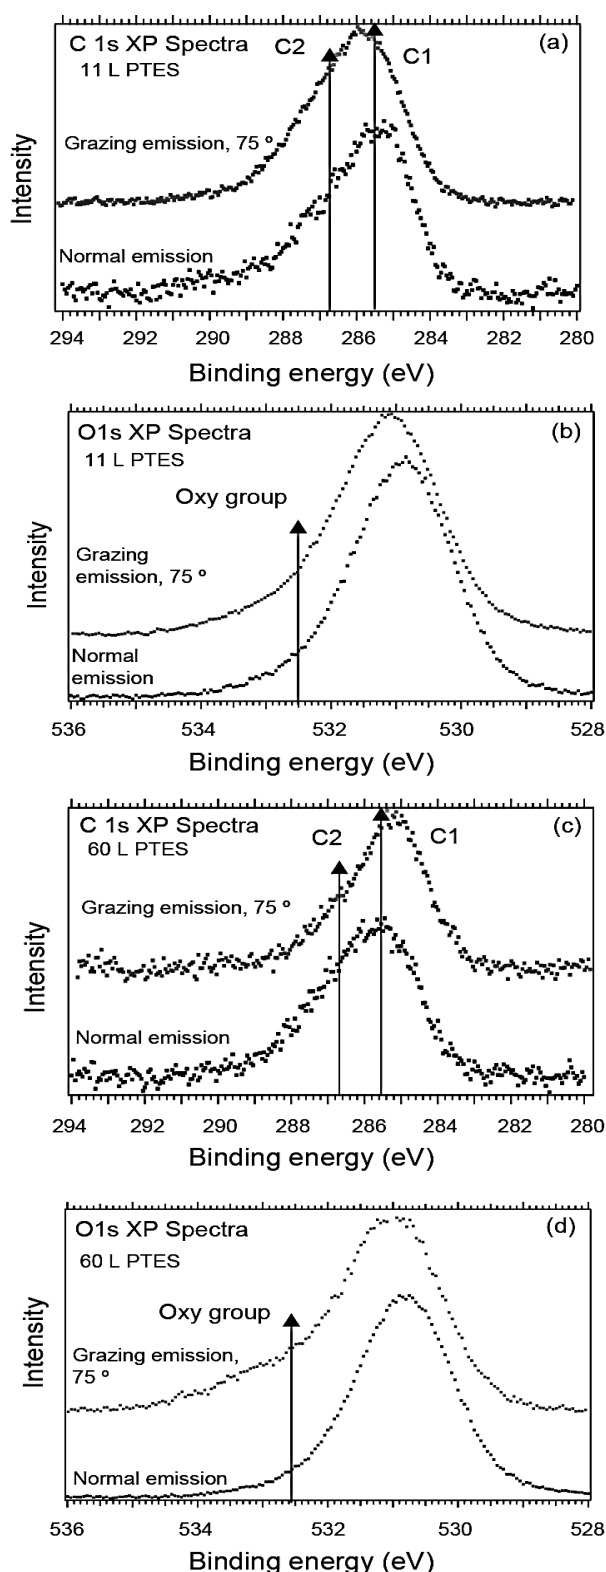 C 1s XP Spectra
C2
C1
(a)
11 L PTES
Grazing emission, 75 º
Normal emission
Intensity
294 292 290 288 286 284 282 280
Binding energy (eV)
O1s XP Spectra
(b)
11 L PTES
Oxy group
Grazing
emission, 75 º
Normal
emission
Intensity
536 534 532 530 528
Binding energy (eV)
C 1s XP Spectra
(c)
60 L PTES
C2
C1
Grazing emission, 75 º
Normal emission
Intensity
294 292 290 288 286 284 282 280
Binding energy (eV)
O1s XP Spectra
(d)
60 L PTES
Oxy group
Grazing emission,
75 º
Normal emission
Intensity
536 534 532 530 528
Binding energy (eV)